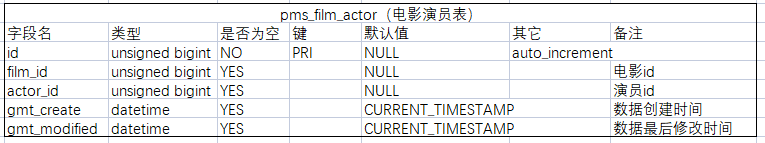 pms_film_actor（电影演员表）
字段名 类型 是否为空 键 默认值 其它 备注
id unsigned bigint NO PRI NULL auto_increment
film_id unsigned bigint YES NULL 电影id
actor_id unsigned bigint YES NULL 演员id
gmt_create datetime YES CURRENT_TIMESTAMP 数据创建时间
gmt_modified datetime YES CURRENT_TIMESTAMP 数据最后修改时间